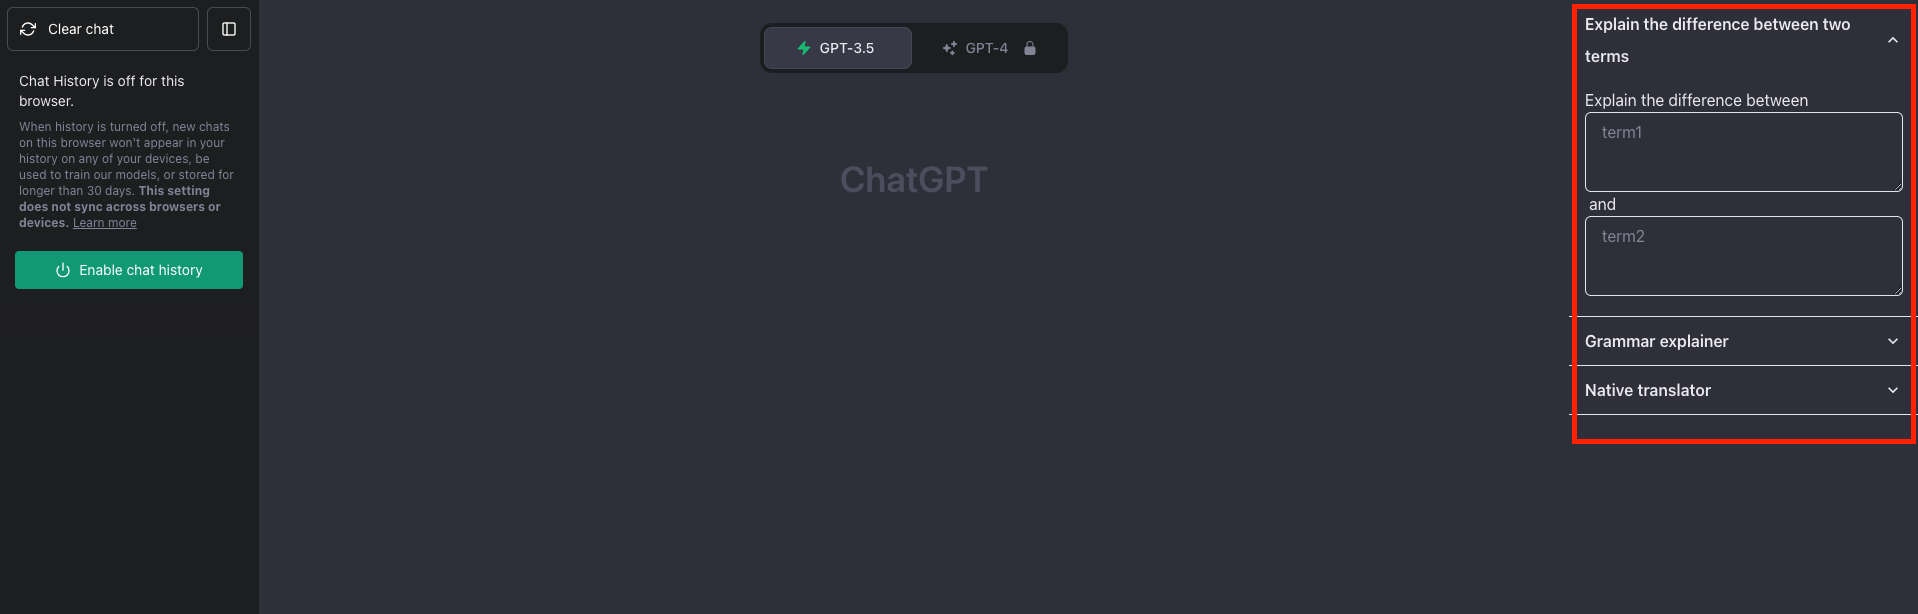 Clear chat
Chat History is off for this
browser.
When history is turned off, new chats
on this browser won't appear in your
history on any of your devices, be
used to train our models, or stored for
longer than 30 days. This setting
does not sync across browsers or
devices. Learn more
Enable chat history
GPT-3.5
GPT-4
ChatGPT
Explain the difference between two
terms
Explain the difference between
term1
and
term2
Grammar explainer
Native translator